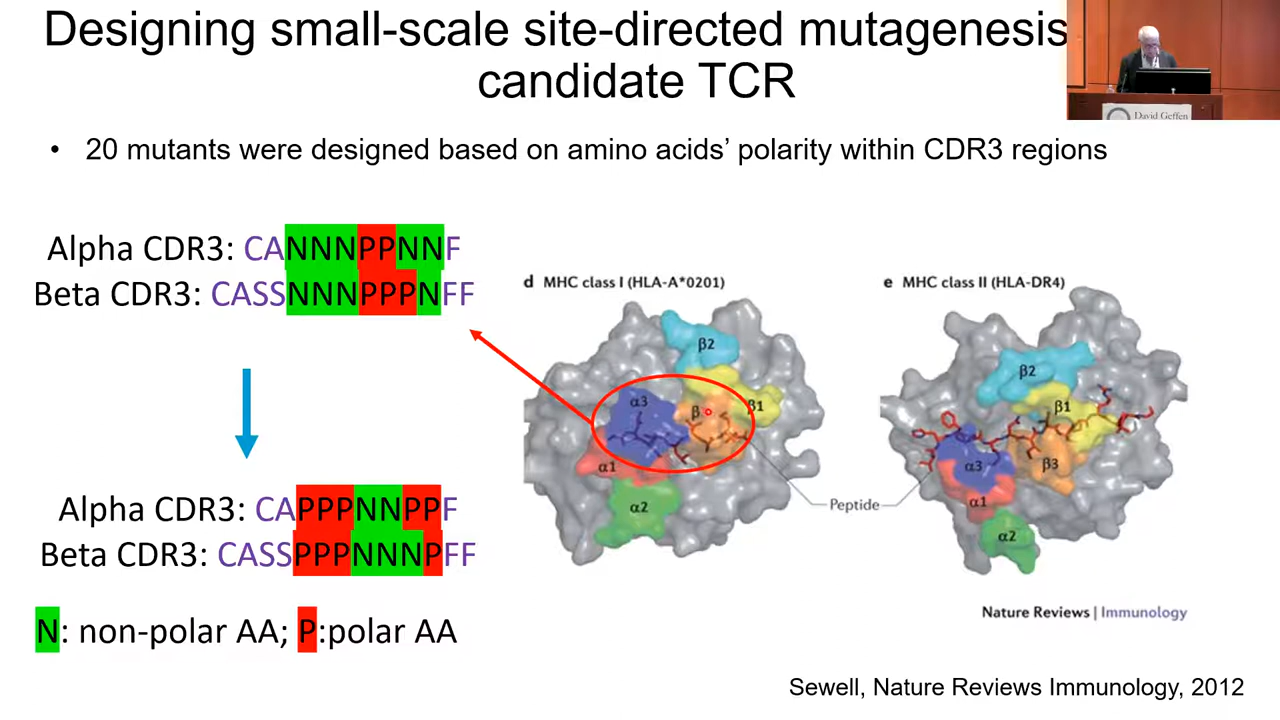 Designing small-scale site-directed mutagenesis
candidate TCR
David Geffen
• 20 mutants were designed based on amino acids’ polarity within CDR3 regions
Alpha CDR3: CANNNPPNNF
Beta CDR3: CASSNNNPPPNFF
Alpha CDR3: CAPPPNNPPF
Beta CDR3: CASSPPPNNNPFF
N: non-polar AA; P:polar AA
d MHC class I (HLA-A*0201)
β2
α3
β
β1
α1
α2
Peptide
e MHC class II (HLA-DR4)
β2
β1
α3
β3
α1
α2
Nature Reviews | Immunology
Sewell, Nature Reviews Immunology, 2012